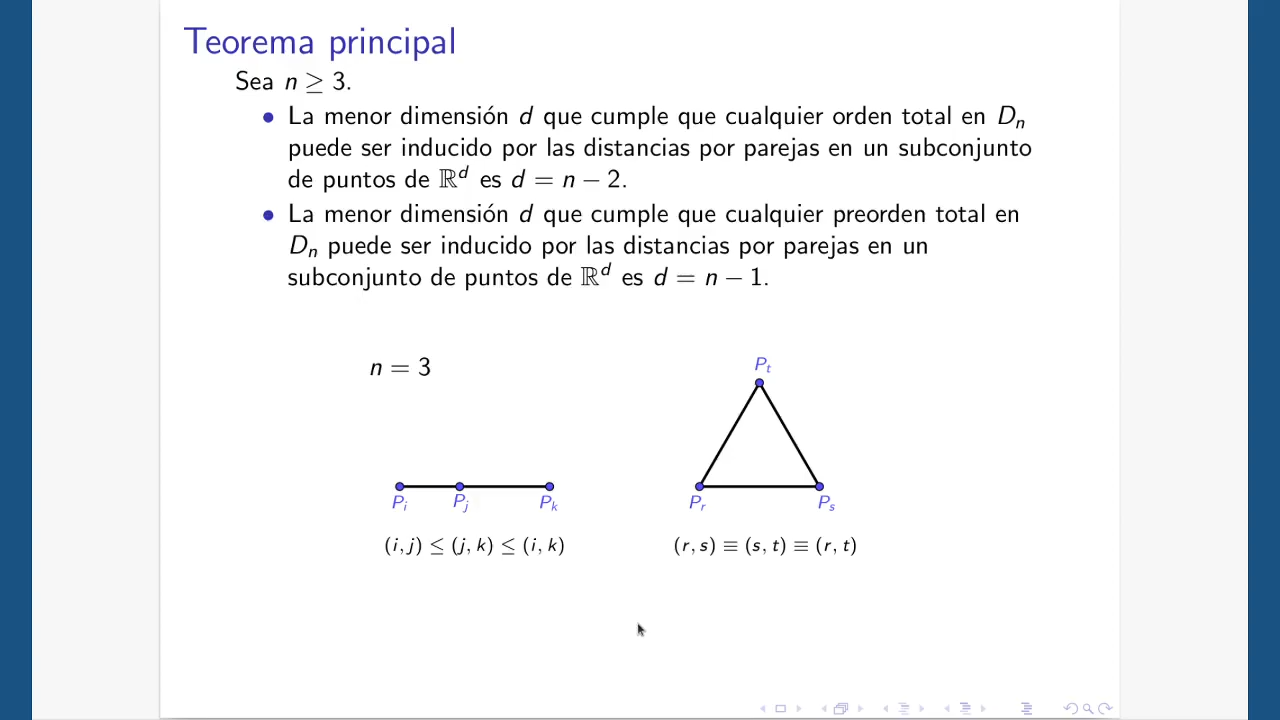 Teorema principal
Sea n ≥ 3.
• La menor dimensión d que cumple que cualquier orden total en Dₙ
puede ser inducido por las distancias por parejas en un subconjunto
de puntos de ℝᵈ es d = n − 2.
• La menor dimensión d que cumple que cualquier preorden total en
Dₙ puede ser inducido por las distancias por parejas en un
subconjunto de puntos de ℝᵈ es d = n − 1.
n = 3
Pₜ
Pᵢ Pⱼ Pₖ Pᵣ Pₛ
(i, j) ≤ (j, k) ≤ (i, k) (r, s) ≡ (s, t) ≡ (r, t)